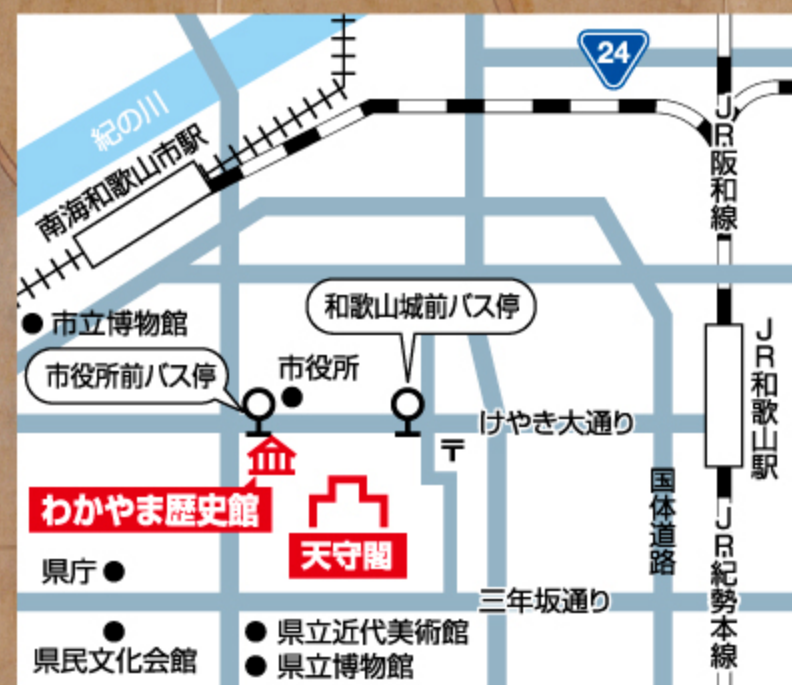 24
紀の川
南海和歌山市駅
JR阪和線
和歌山城前バス停
市立博物館
市役所
市役所前バス停
JR和歌山駅
けやき大通り
〒
国体道路
わかやま歴史館
天守閣
県庁
三年坂通り
JR紀勢本線
県民文化会館
県立近代美術館
県立博物館